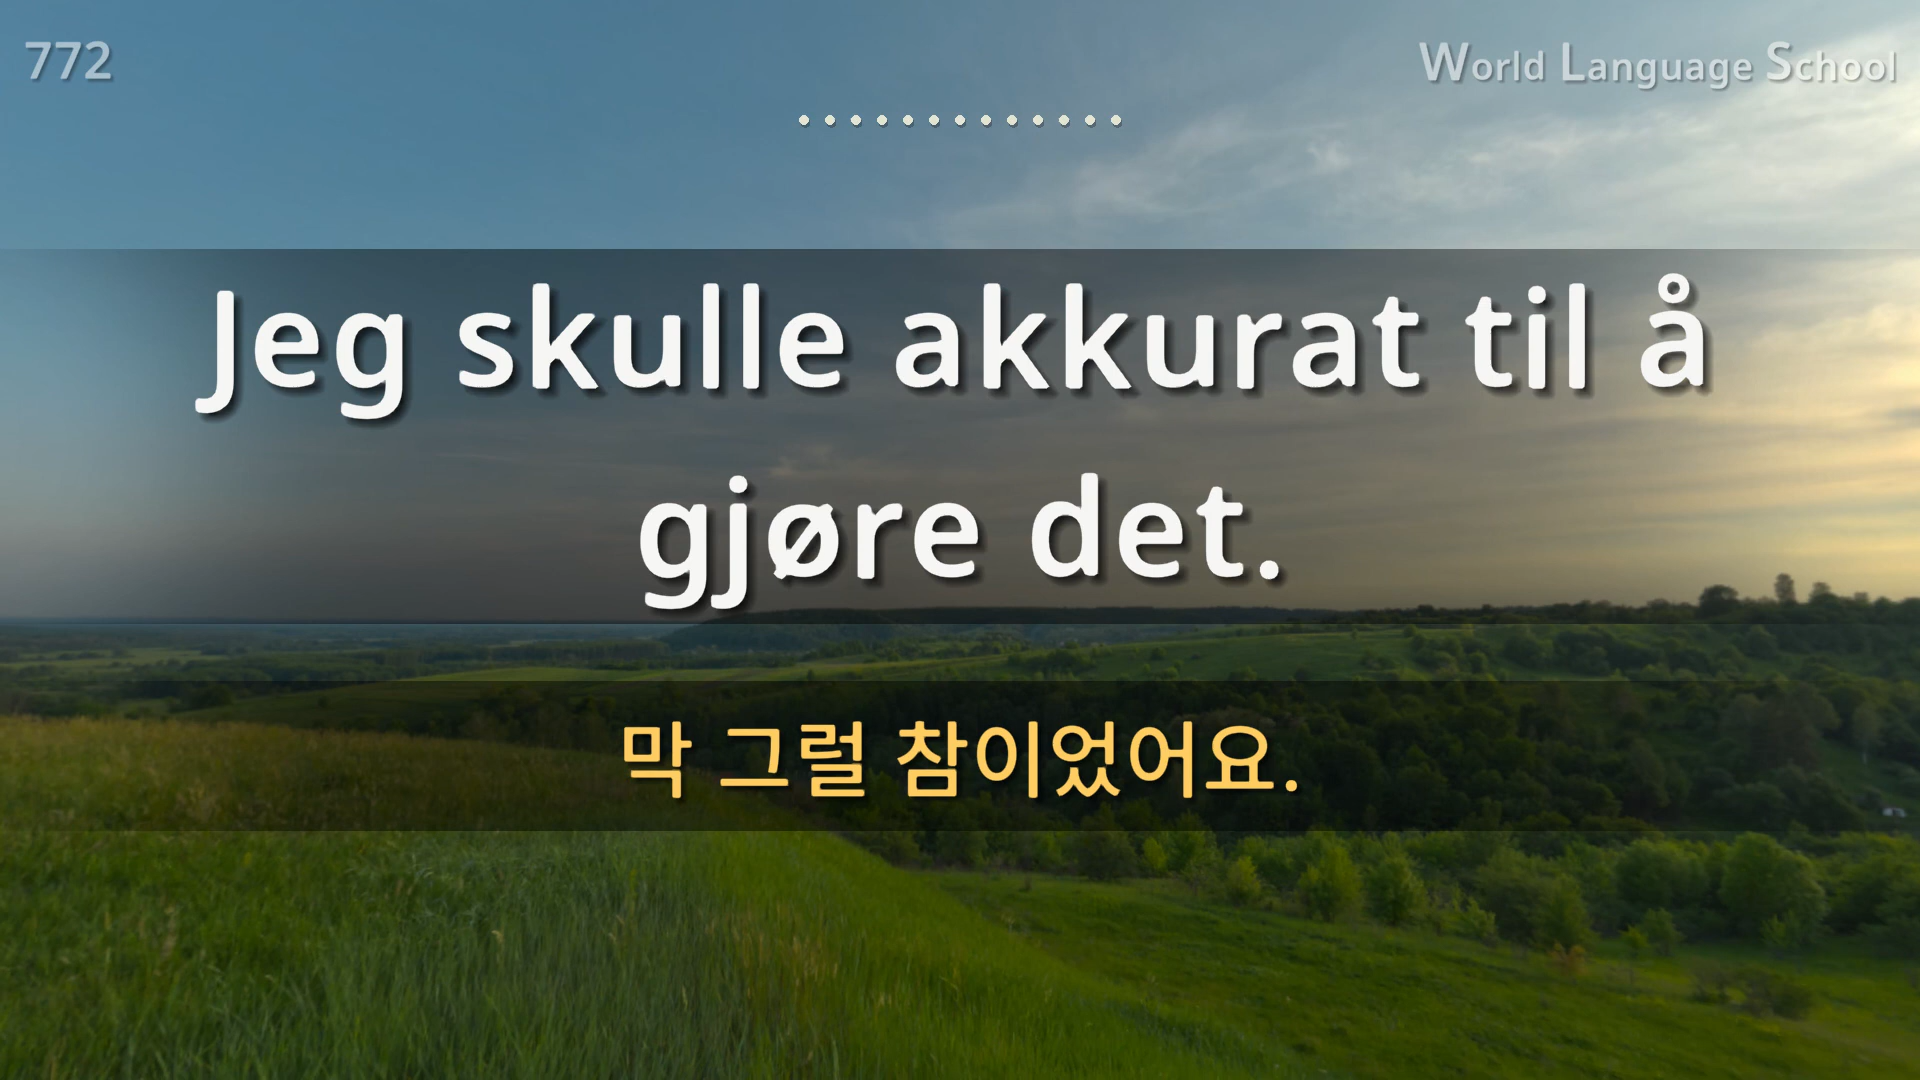 772
World Language School
Jeg skulle akkurat til å
gjøre det.
막 그럴 참이었어요.